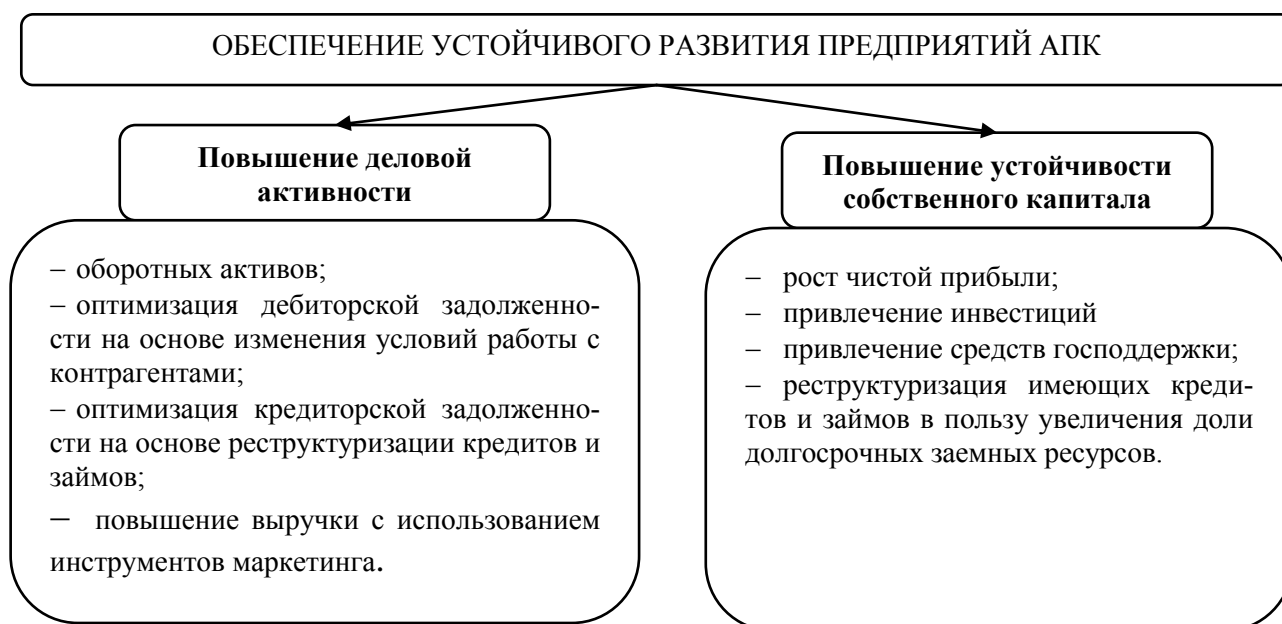 ОБЕСПЕЧЕНИЕ УСТОЙЧИВОГО РАЗВИТИЯ ПРЕДПРИЯТИЙ АПК
Повышение деловой
активности
– оборотных активов;
– оптимизация дебиторской задолженно-
сти на основе изменения условий работы с
контрагентами;
– оптимизация кредиторской задолженно-
сти на основе реструктуризации кредитов и
займов;
– повышение выручки с использованием
инструментов маркетинга.
Повышение устойчивости
собственного капитала
– рост чистой прибыли;
– привлечение инвестиций
– привлечение средств господдержки;
– реструктуризация имеющих креди-
тов и займов в пользу увеличения доли
долгосрочных заемных ресурсов.